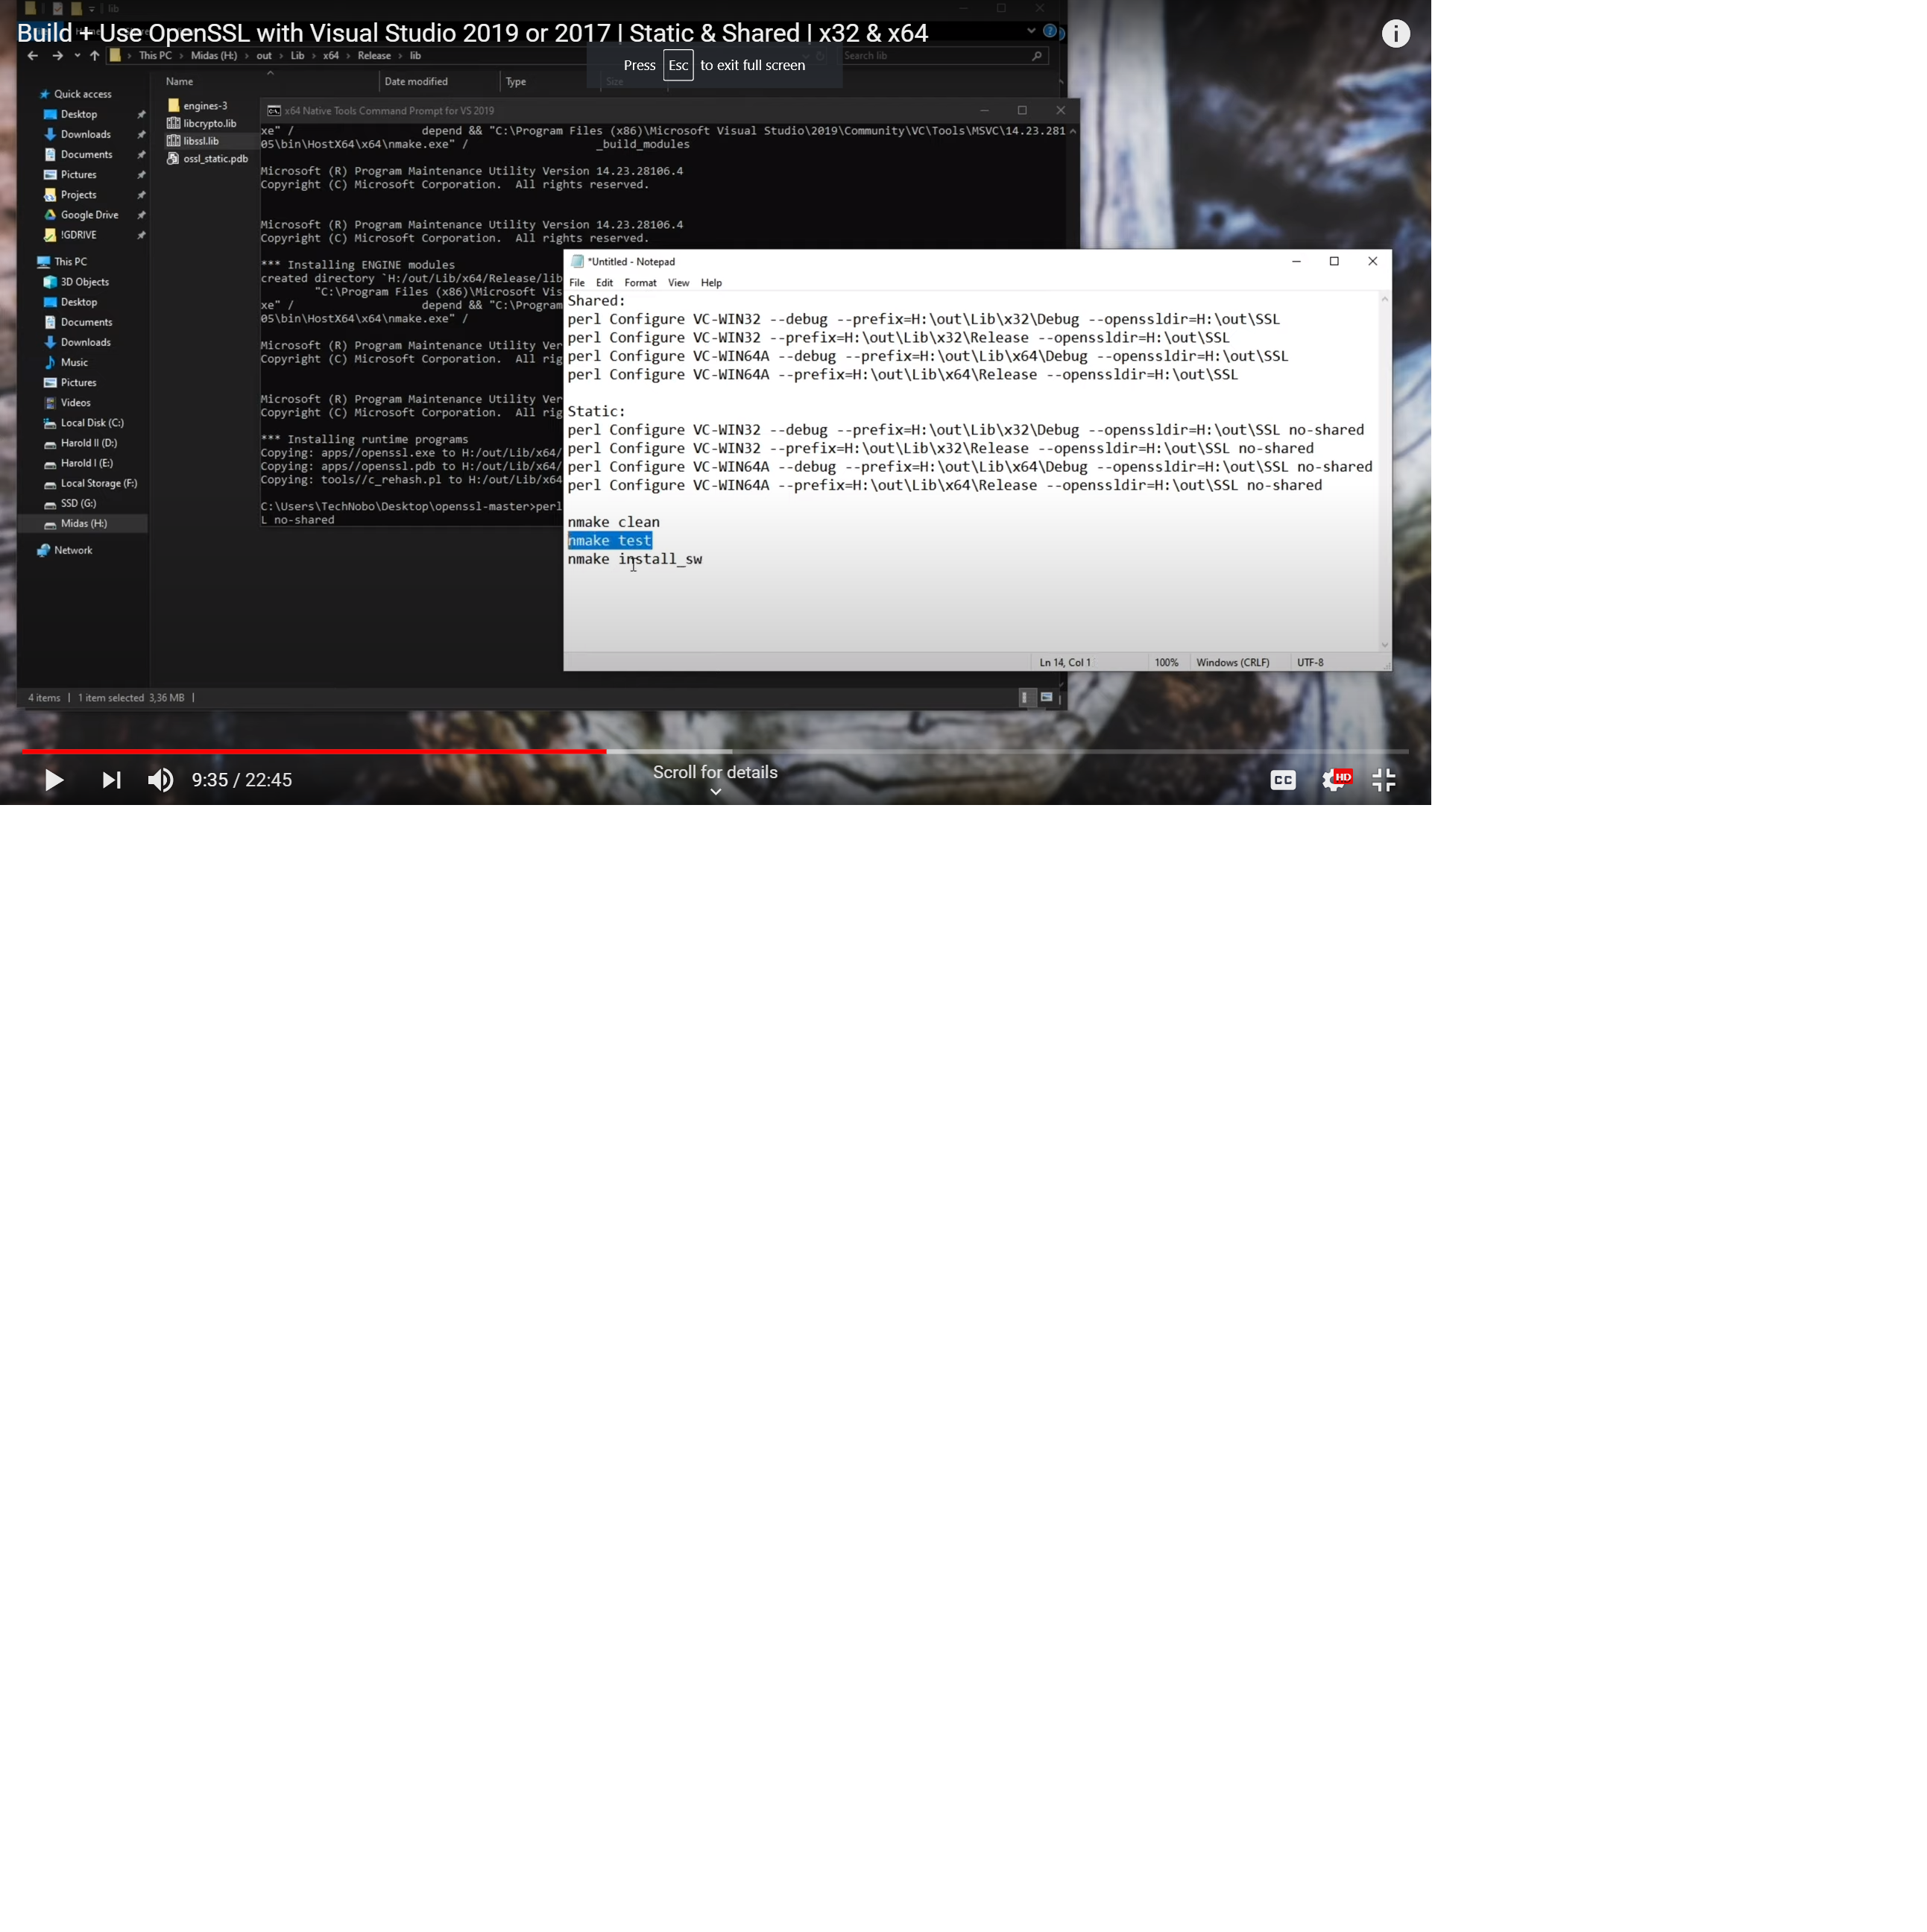 lib
Build + Use OpenSSL with Visual Studio 2019 or 2017 | Static & Shared | x32 & x64
This PC > Midas (H:) > out > Lib > x64 > Release > lib
Search lib
Press Esc to exit full screen
Name
Date modified
Type
Size
Quick access
Desktop
Downloads
Documents
Pictures
Projects
Google Drive
!GDRIVE
This PC
3D Objects
Desktop
Documents
Downloads
Music
Pictures
Videos
Local Disk (C:)
Harold II (D:)
Harold I (E:)
Local Storage (F:)
SSD (G:)
Midas (H:)
Network
engines-3
libcrypto.lib
libssl.lib
ossl_static.pdb
x64 Native Tools Command Prompt for VS 2019
xe" / depend && "C:\Program Files (x86)\Microsoft Visual Studio\2019\Community\VC\Tools\MSVC\14.23.281
05\bin\HostX64\x64\nmake.exe" / _build_modules
Microsoft (R) Program Maintenance Utility Version 14.23.28106.4
Copyright (C) Microsoft Corporation. All rights reserved.
Microsoft (R) Program Maintenance Utility Version 14.23.28106.4
Copyright (C) Microsoft Corporation. All rights reserved.
*** Installing ENGINE modules
created directory `H:/out/Lib/x64/Release/lib
"C:\Program Files (x86)\Microsoft Vis
xe" / depend && "C:\Program
05\bin\HostX64\x64\nmake.exe" /
Microsoft (R) Program Maintenance Utility Ver
Copyright (C) Microsoft Corporation. All rig
Microsoft (R) Program Maintenance Utility Ver
Copyright (C) Microsoft Corporation. All rig
*** Installing runtime programs
Copying: apps//openssl.exe to H:/out/Lib/x64/
Copying: apps//openssl.pdb to H:/out/Lib/x64/
Copying: tools//c_rehash.pl to H:/out/Lib/x64
C:\Users\TechNobo\Desktop\openssl-master>perl
L no-shared
*Untitled - Notepad
File Edit Format View Help
Shared:
perl Configure VC-WIN32 --debug --prefix=H:\out\Lib\x32\Debug --openssldir=H:\out\SSL
perl Configure VC-WIN32 --prefix=H:\out\Lib\x32\Release --openssldir=H:\out\SSL
perl Configure VC-WIN64A --debug --prefix=H:\out\Lib\x64\Debug --openssldir=H:\out\SSL
perl Configure VC-WIN64A --prefix=H:\out\Lib\x64\Release --openssldir=H:\out\SSL
Static:
perl Configure VC-WIN32 --debug --prefix=H:\out\Lib\x32\Debug --openssldir=H:\out\SSL no-shared
perl Configure VC-WIN32 --prefix=H:\out\Lib\x32\Release --openssldir=H:\out\SSL no-shared
perl Configure VC-WIN64A --debug --prefix=H:\out\Lib\x64\Debug --openssldir=H:\out\SSL no-shared
perl Configure VC-WIN64A --prefix=H:\out\Lib\x64\Release --openssldir=H:\out\SSL no-shared
nmake clean
nmake test
nmake install_sw
Ln 14, Col 1
100%
Windows (CRLF)
UTF-8
4 items | 1 item selected 3,36 MB |
9:35 / 22:45
Scroll for details
CC
HD